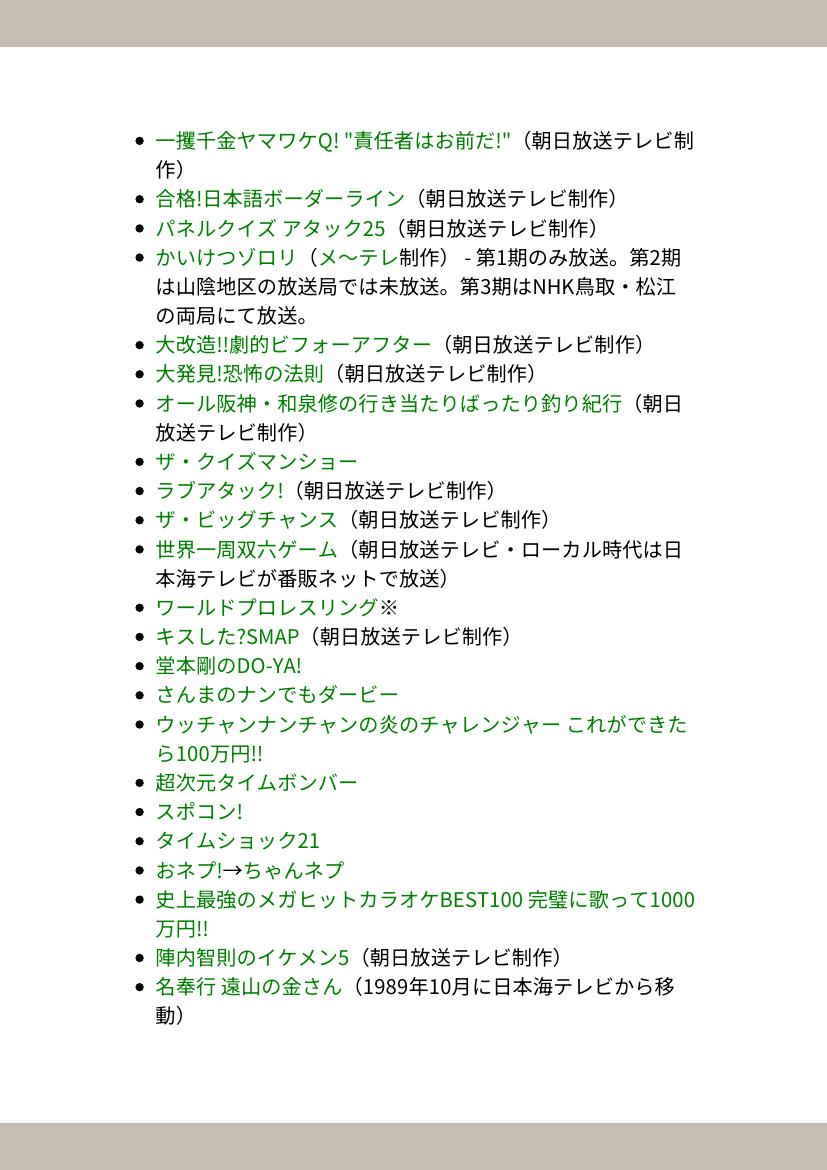 一攫千金ヤマワケQ! "責任者はお前だ!"（朝日放送テレビ制
作）
合格!日本語ボーダーライン（朝日放送テレビ制作）
パネルクイズ アタック25（朝日放送テレビ制作）
かいけつゾロリ（メ〜テレ制作） - 第1期のみ放送。第2期
は山陰地区の放送局では未放送。第3期はNHK鳥取・松江
の両局にて放送。
大改造!!劇的ビフォーアフター（朝日放送テレビ制作）
大発見!恐怖の法則（朝日放送テレビ制作）
オール阪神・和泉修の行き当たりばったり釣り紀行（朝日
放送テレビ制作）
ザ・クイズマンショー
ラブアタック!（朝日放送テレビ制作）
ザ・ビッグチャンス（朝日放送テレビ制作）
世界一周双六ゲーム（朝日放送テレビ・ローカル時代は日
本海テレビが番販ネットで放送）
ワールドプロレスリング※
キスした?SMAP（朝日放送テレビ制作）
堂本剛のDO-YA!
さんまのナンでもダービー
ウッチャンナンチャンの炎のチャレンジャー これができた
ら100万円!!
超次元タイムボンバー
スポコン!
タイムショック21
おネプ!→ちゃんネプ
史上最強のメガヒットカラオケBEST100 完璧に歌って1000
万円!!
陣内智則のイケメン5（朝日放送テレビ制作）
名奉行 遠山の金さん（1989年10月に日本海テレビから移
動）